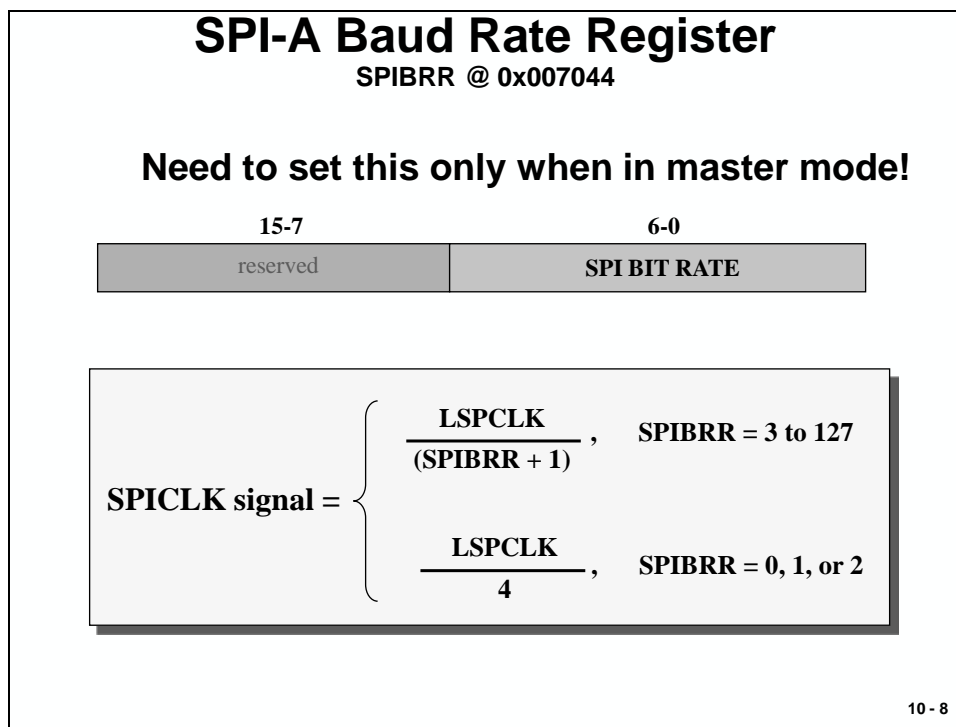 SPI-A Baud Rate Register
SPIBRR @ 0x007044
Need to set this only when in master mode!
15-7 6-0
reserved SPI BIT RATE
SPICLK signal =
LSPCLK
(SPIBRR + 1)
, SPIBRR = 3 to 127
LSPCLK
4
, SPIBRR = 0, 1, or 2
10 - 8